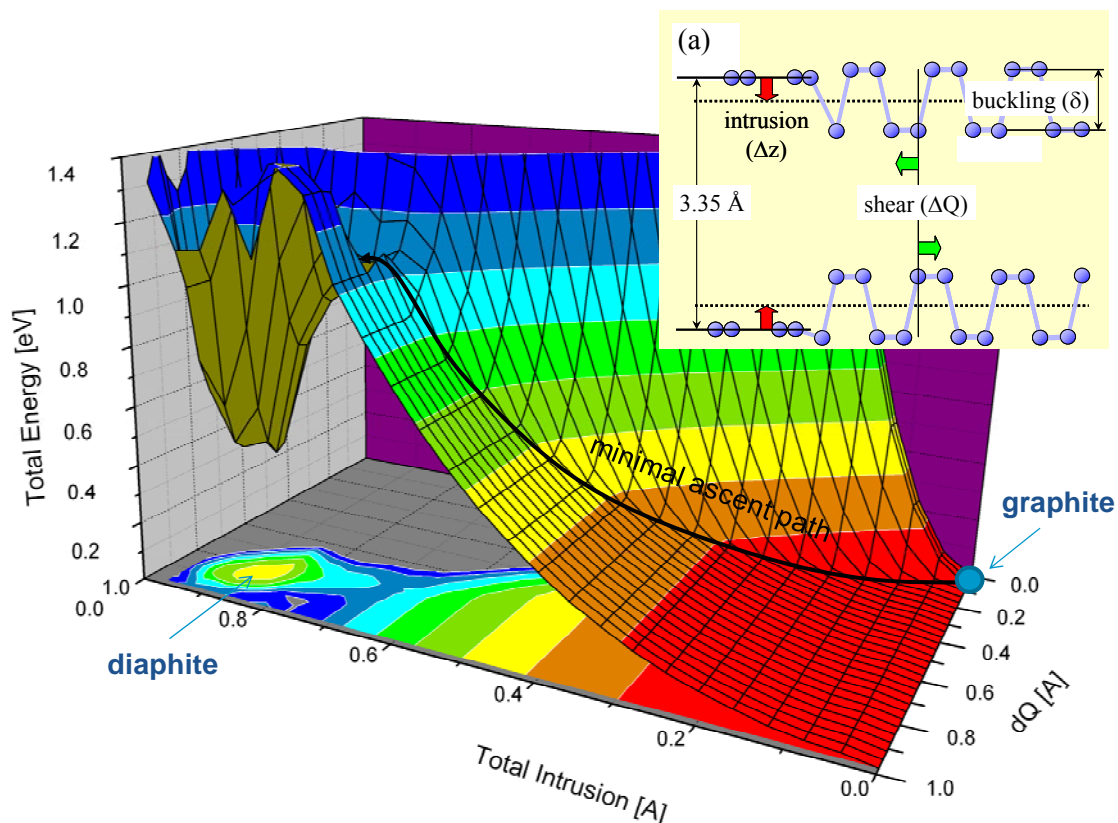 (a)
buckling (δ)
intrusion
(Δz)
3.35 Å
shear (ΔQ)
1.4
1.2
1.0
0.8
0.6
0.4
0.2
0.0
Total Energy [eV]
minimal ascent path
graphite
diaphite
1.0
0.8
0.6
0.4
0.2
0.0
Total Intrusion [A]
0.0
0.2
0.4
0.6
0.8
1.0
dQ [A]